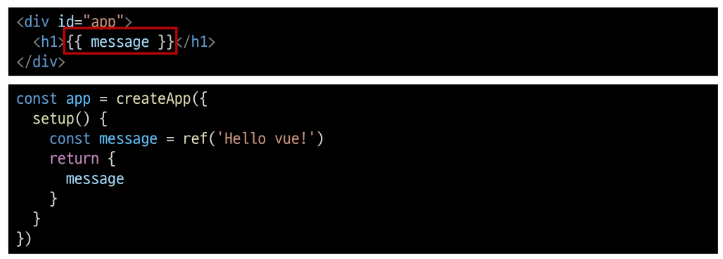 <div id="app">
  <h1>{{ message }}</h1>
</div>
const app = createApp({
  setup() {
    const message = ref('Hello vue!')
    return {
      message
    }
  }
})